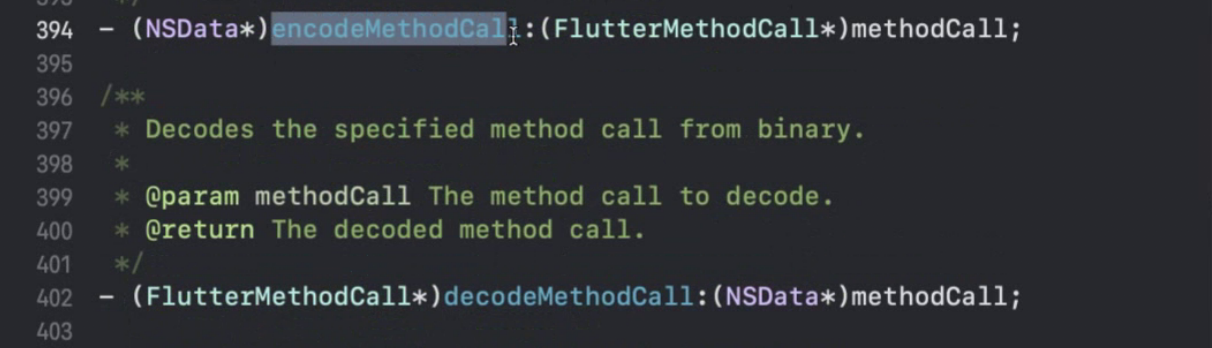 394 - (NSData*)encodeMethodCall:(FlutterMethodCall*)methodCall;
395
396 /**
397 * Decodes the specified method call from binary.
398 *
399 * @param methodCall The method call to decode.
400 * @return The decoded method call.
401 */
402 - (FlutterMethodCall*)decodeMethodCall:(NSData*)methodCall;
403